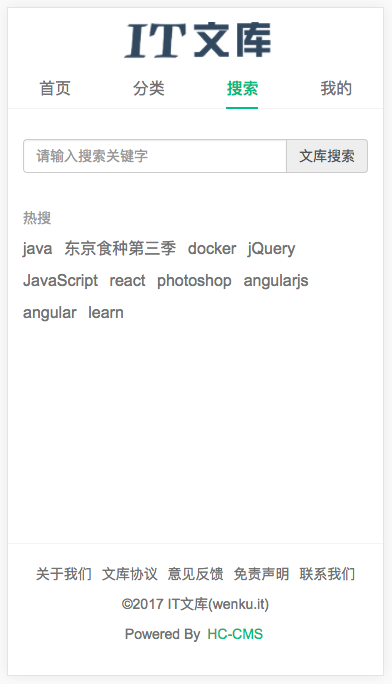 IT文库
首页 分类 搜索 我的
请输入搜索关键字 文库搜索
热搜
java 东京食种第三季 docker jQuery
JavaScript react photoshop angularjs
angular learn
关于我们 文库协议 意见反馈 免责声明 联系我们
©2017 IT文库(wenku.it)
Powered By HC-CMS